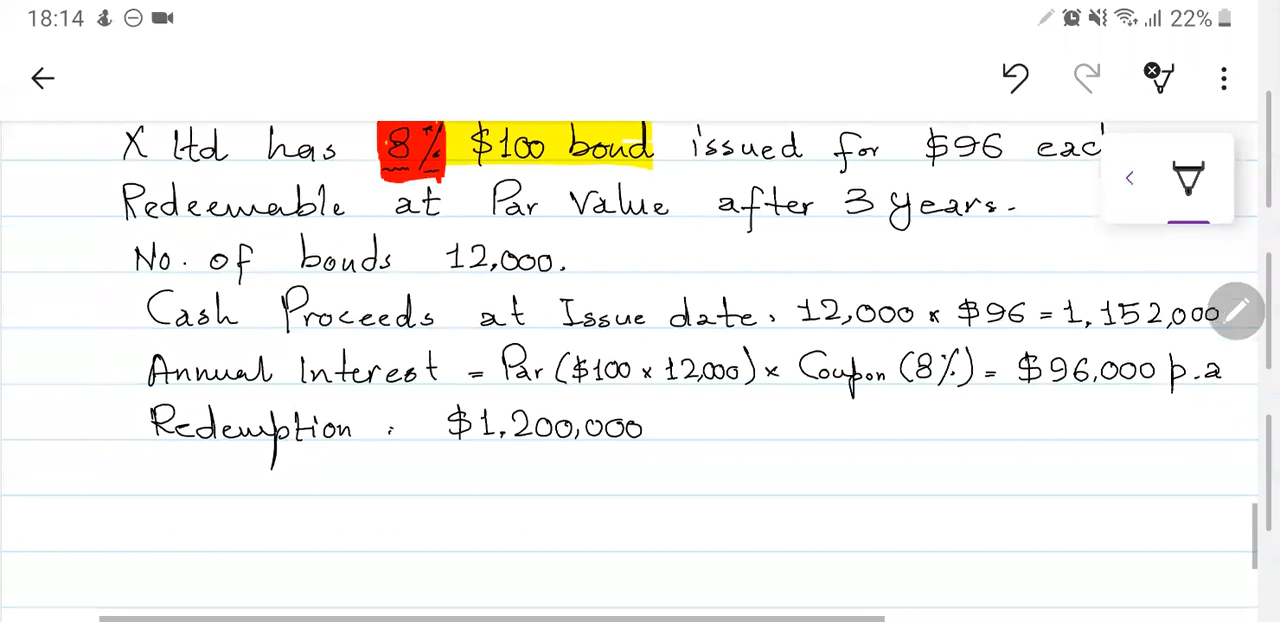 18:14 22%
X ltd has 8% $100 bond issued for $96 each
Redeemable at Par Value after 3 years.
No. of bonds 12,000.
Cash Proceeds at Issue date. 12,000 x $96 = 1,152,000
Annual Interest = Par ($100 x 12,000) x Coupon (8%) = $96,000 p.a
Redemption : $1,200,000